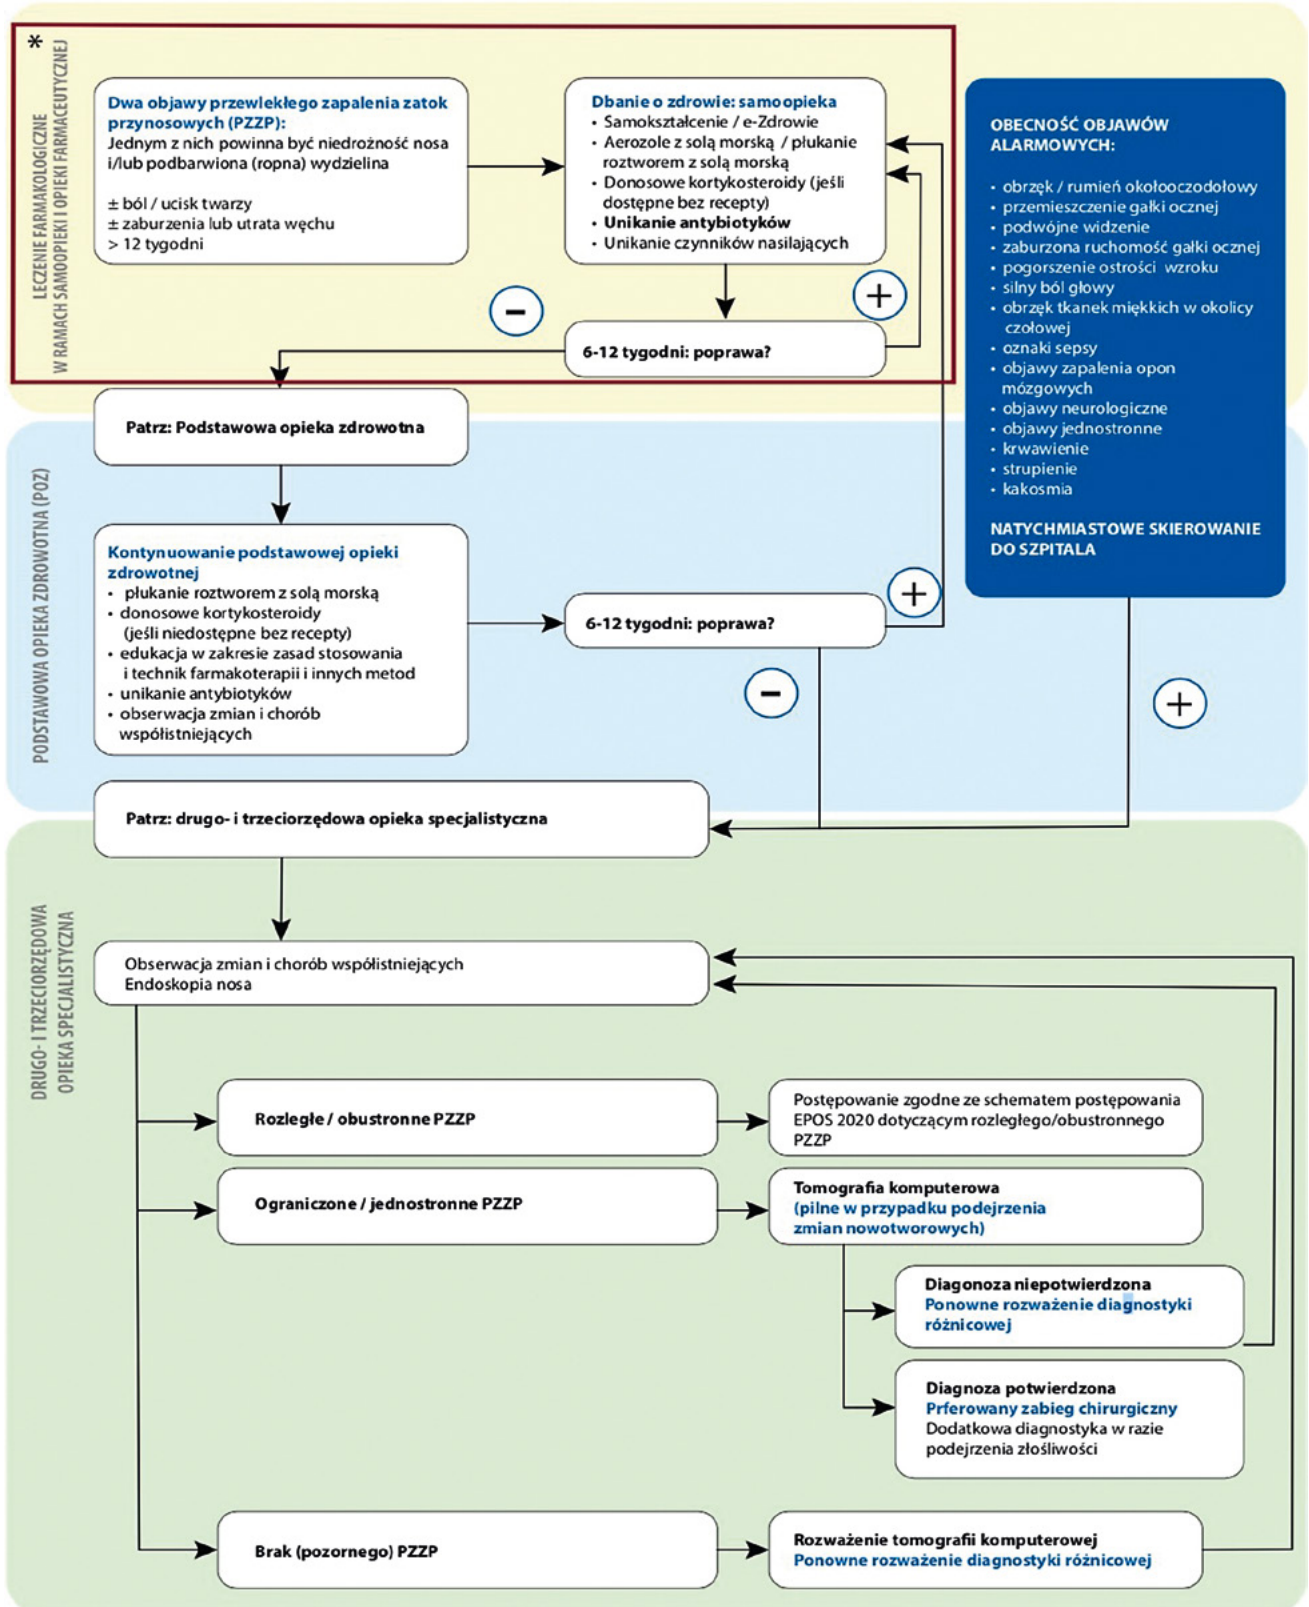 *
LECZENIE FARMAKOLOGICZNE
W RAMACH SAMOOPIEKI I OPIEKI FARMACEUTYCZNEJ
Dwa objawy przewlekłego zapalenia zatok
przynosowych (PZZP):
Jednym z nich powinna być niedrożność nosa
i/lub podbarwiona (ropna) wydzielina
± ból / ucisk twarzy
± zaburzenia lub utrata węchu
> 12 tygodni
Dbanie o zdrowie: samoopieka
• Samokształcenie / e-Zdrowie
• Aerozole z solą morską / płukanie
roztworem z solą morską
• Donosowe kortykosteroidy (jeśli
dostępne bez recepty)
• Unikanie antybiotyków
• Unikanie czynników nasilających
−
+
6-12 tygodni: poprawa?
OBECNOŚĆ OBJAWÓW
ALARMOWYCH:
• obrzęk / rumień okołooczodołowy
• przemieszczenie gałki ocznej
• podwójne widzenie
• zaburzona ruchomość gałki ocznej
• pogorszenie ostrości wzroku
• silny ból głowy
• obrzęk tkanek miękkich w okolicy
czołowej
• oznaki sepsy
• objawy zapalenia opon
mózgowych
• objawy neurologiczne
• objawy jednostronne
• krwawienie
• strupienie
• kakosmia
NATYCHMIASTOWE SKIEROWANIE
DO SZPITALA
Patrz: Podstawowa opieka zdrowotna
PODSTAWOWA OPIEKA ZDROWOTNA (POZ)
Kontynuowanie podstawowej opieki
zdrowotnej
• płukanie roztworem z solą morską
• donosowe kortykosteroidy
(jeśli niedostępne bez recepty)
• edukacja w zakresie zasad stosowania
i technik farmakoterapii i innych metod
• unikanie antybiotyków
• obserwacja zmian i chorób
współistniejących
6-12 tygodni: poprawa?
+
−
+
Patrz: drugo- i trzeciorzędowa opieka specjalistyczna
DRUGO- I TRZECIORZĘDOWA
OPIEKA SPECJALISTYCZNA
Obserwacja zmian i chorób współistniejących
Endoskopia nosa
Rozległe / obustronne PZZP
Postępowanie zgodne ze schematem postępowania
EPOS 2020 dotyczącym rozległego/obustronnego
PZZP
Ograniczone / jednostronne PZZP
Tomografia komputerowa
(pilne w przypadku podejrzenia
zmian nowotworowych)
Diagonoza niepotwierdzona
Ponowne rozważenie diagnostyki
różnicowej
Diagnoza potwierdzona
Prferowany zabieg chirurgiczny
Dodatkowa diagnostyka w razie
podejrzenia złośliwości
Brak (pozornego) PZZP
Rozważenie tomografii komputerowej
Ponowne rozważenie diagnostyki różnicowej